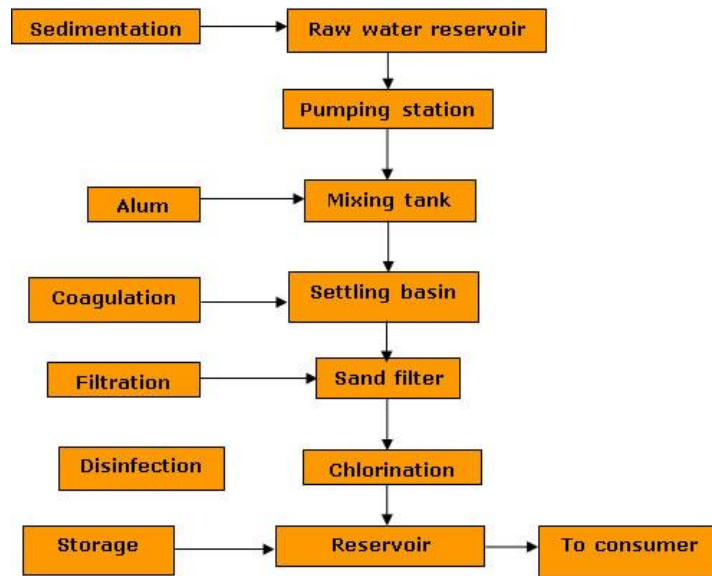 Sedimentation
Raw water reservoir
Pumping station
Alum
Mixing tank
Coagulation
Settling basin
Filtration
Sand filter
Disinfection
Chlorination
Storage
Reservoir
To consumer